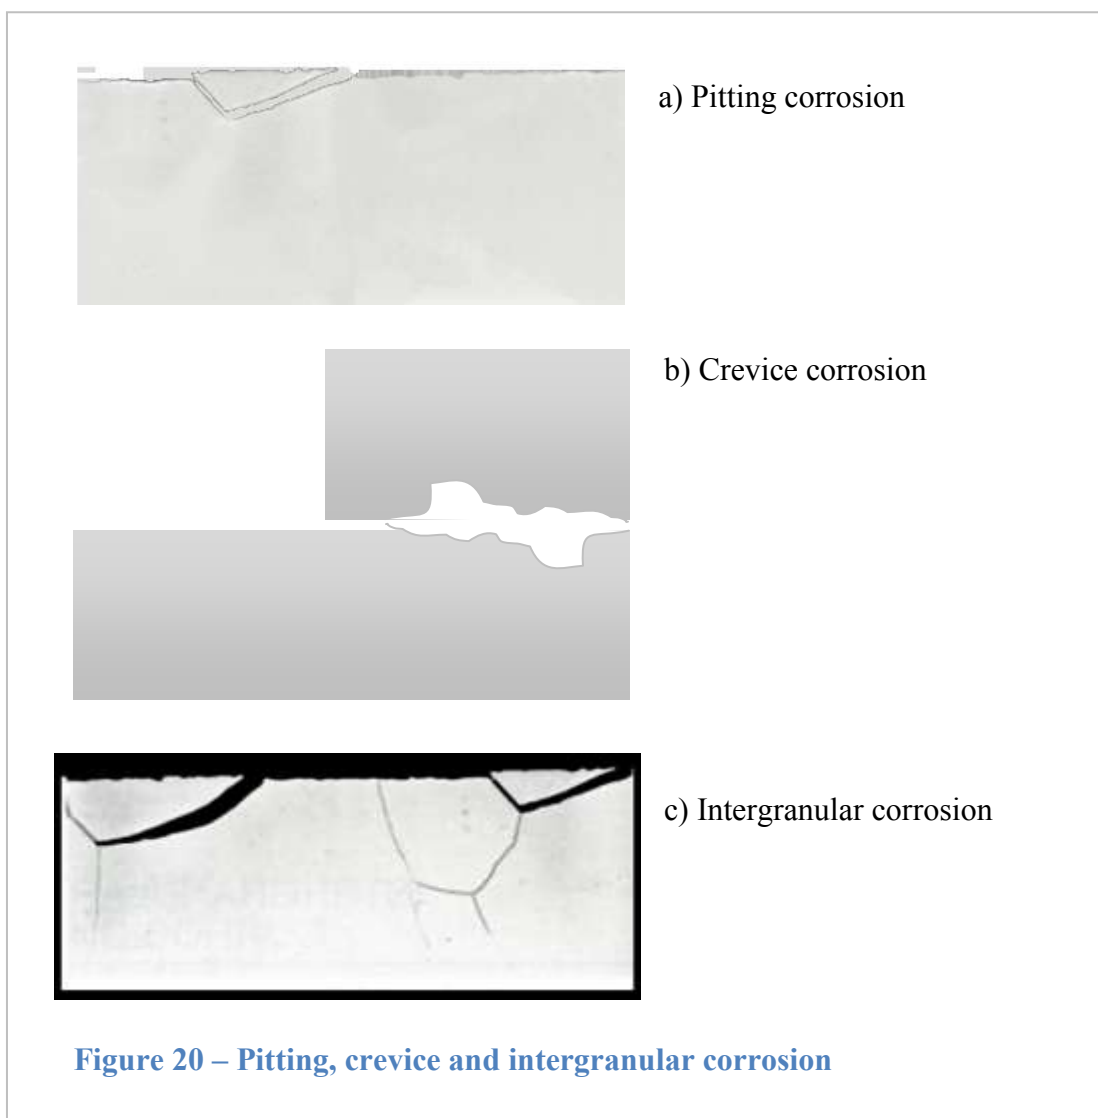 a) Pitting corrosion
b) Crevice corrosion
c) Intergranular corrosion
Figure 20 – Pitting, crevice and intergranular corrosion